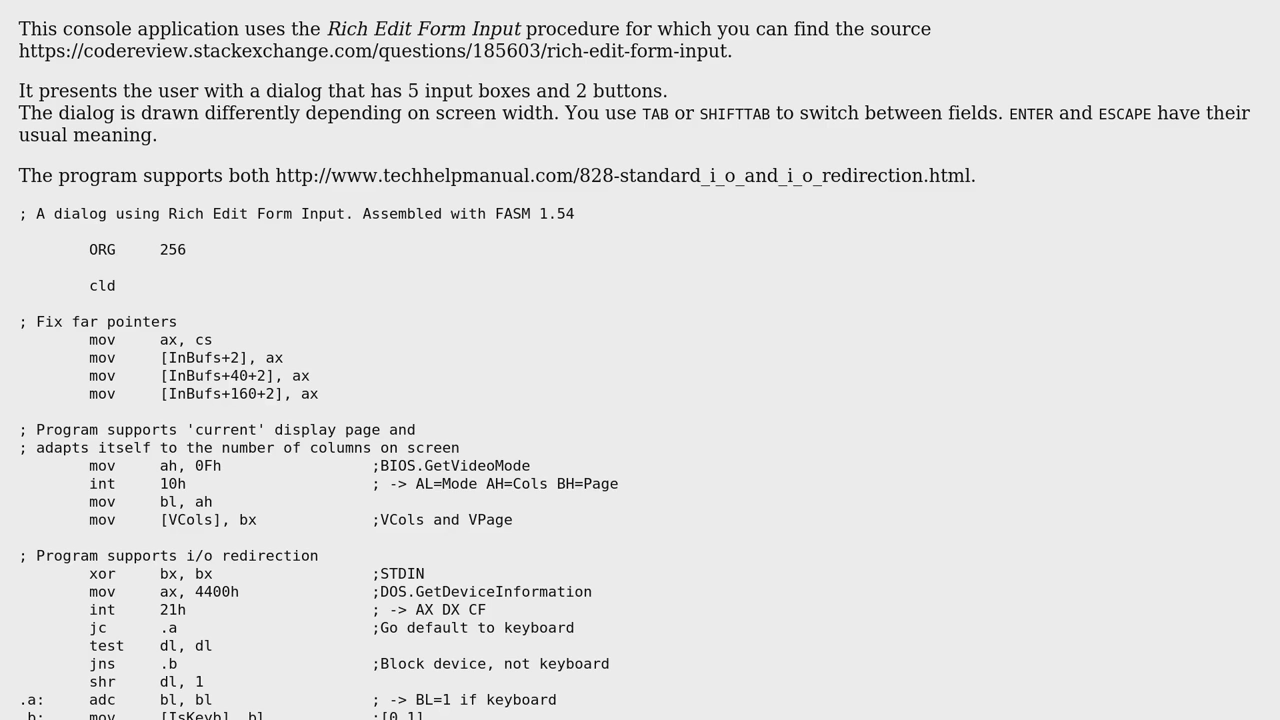 This console application uses the Rich Edit Form Input procedure for which you can find the source
https://codereview.stackexchange.com/questions/185603/rich-edit-form-input.
It presents the user with a dialog that has 5 input boxes and 2 buttons.
The dialog is drawn differently depending on screen width. You use TAB or SHIFTTAB to switch between fields. ENTER and ESCAPE have their
usual meaning.
The program supports both http://www.techhelpmanual.com/828-standard_i_o_and_i_o_redirection.html.
; A dialog using Rich Edit Form Input. Assembled with FASM 1.54
ORG     256
cld
; Fix far pointers
mov     ax, cs
mov     [InBufs+2], ax
mov     [InBufs+40+2], ax
mov     [InBufs+160+2], ax
; Program supports 'current' display page and
; adapts itself to the number of columns on screen
mov     ah, 0Fh                 ;BIOS.GetVideoMode
int     10h                     ; -> AL=Mode AH=Cols BH=Page
mov     bl, ah
mov     [VCols], bx             ;VCols and VPage
; Program supports i/o redirection
xor     bx, bx                  ;STDIN
mov     ax, 4400h               ;DOS.GetDeviceInformation
int     21h                     ; -> AX DX CF
jc      .a                      ;Go default to keyboard
test    dl, dl
jns     .b                      ;Block device, not keyboard
shr     dl, 1
.a:     adc     bl, bl                  ; -> BL=1 if keyboard
.b:     mov     [IsKeyb], bl            ;[0,1]